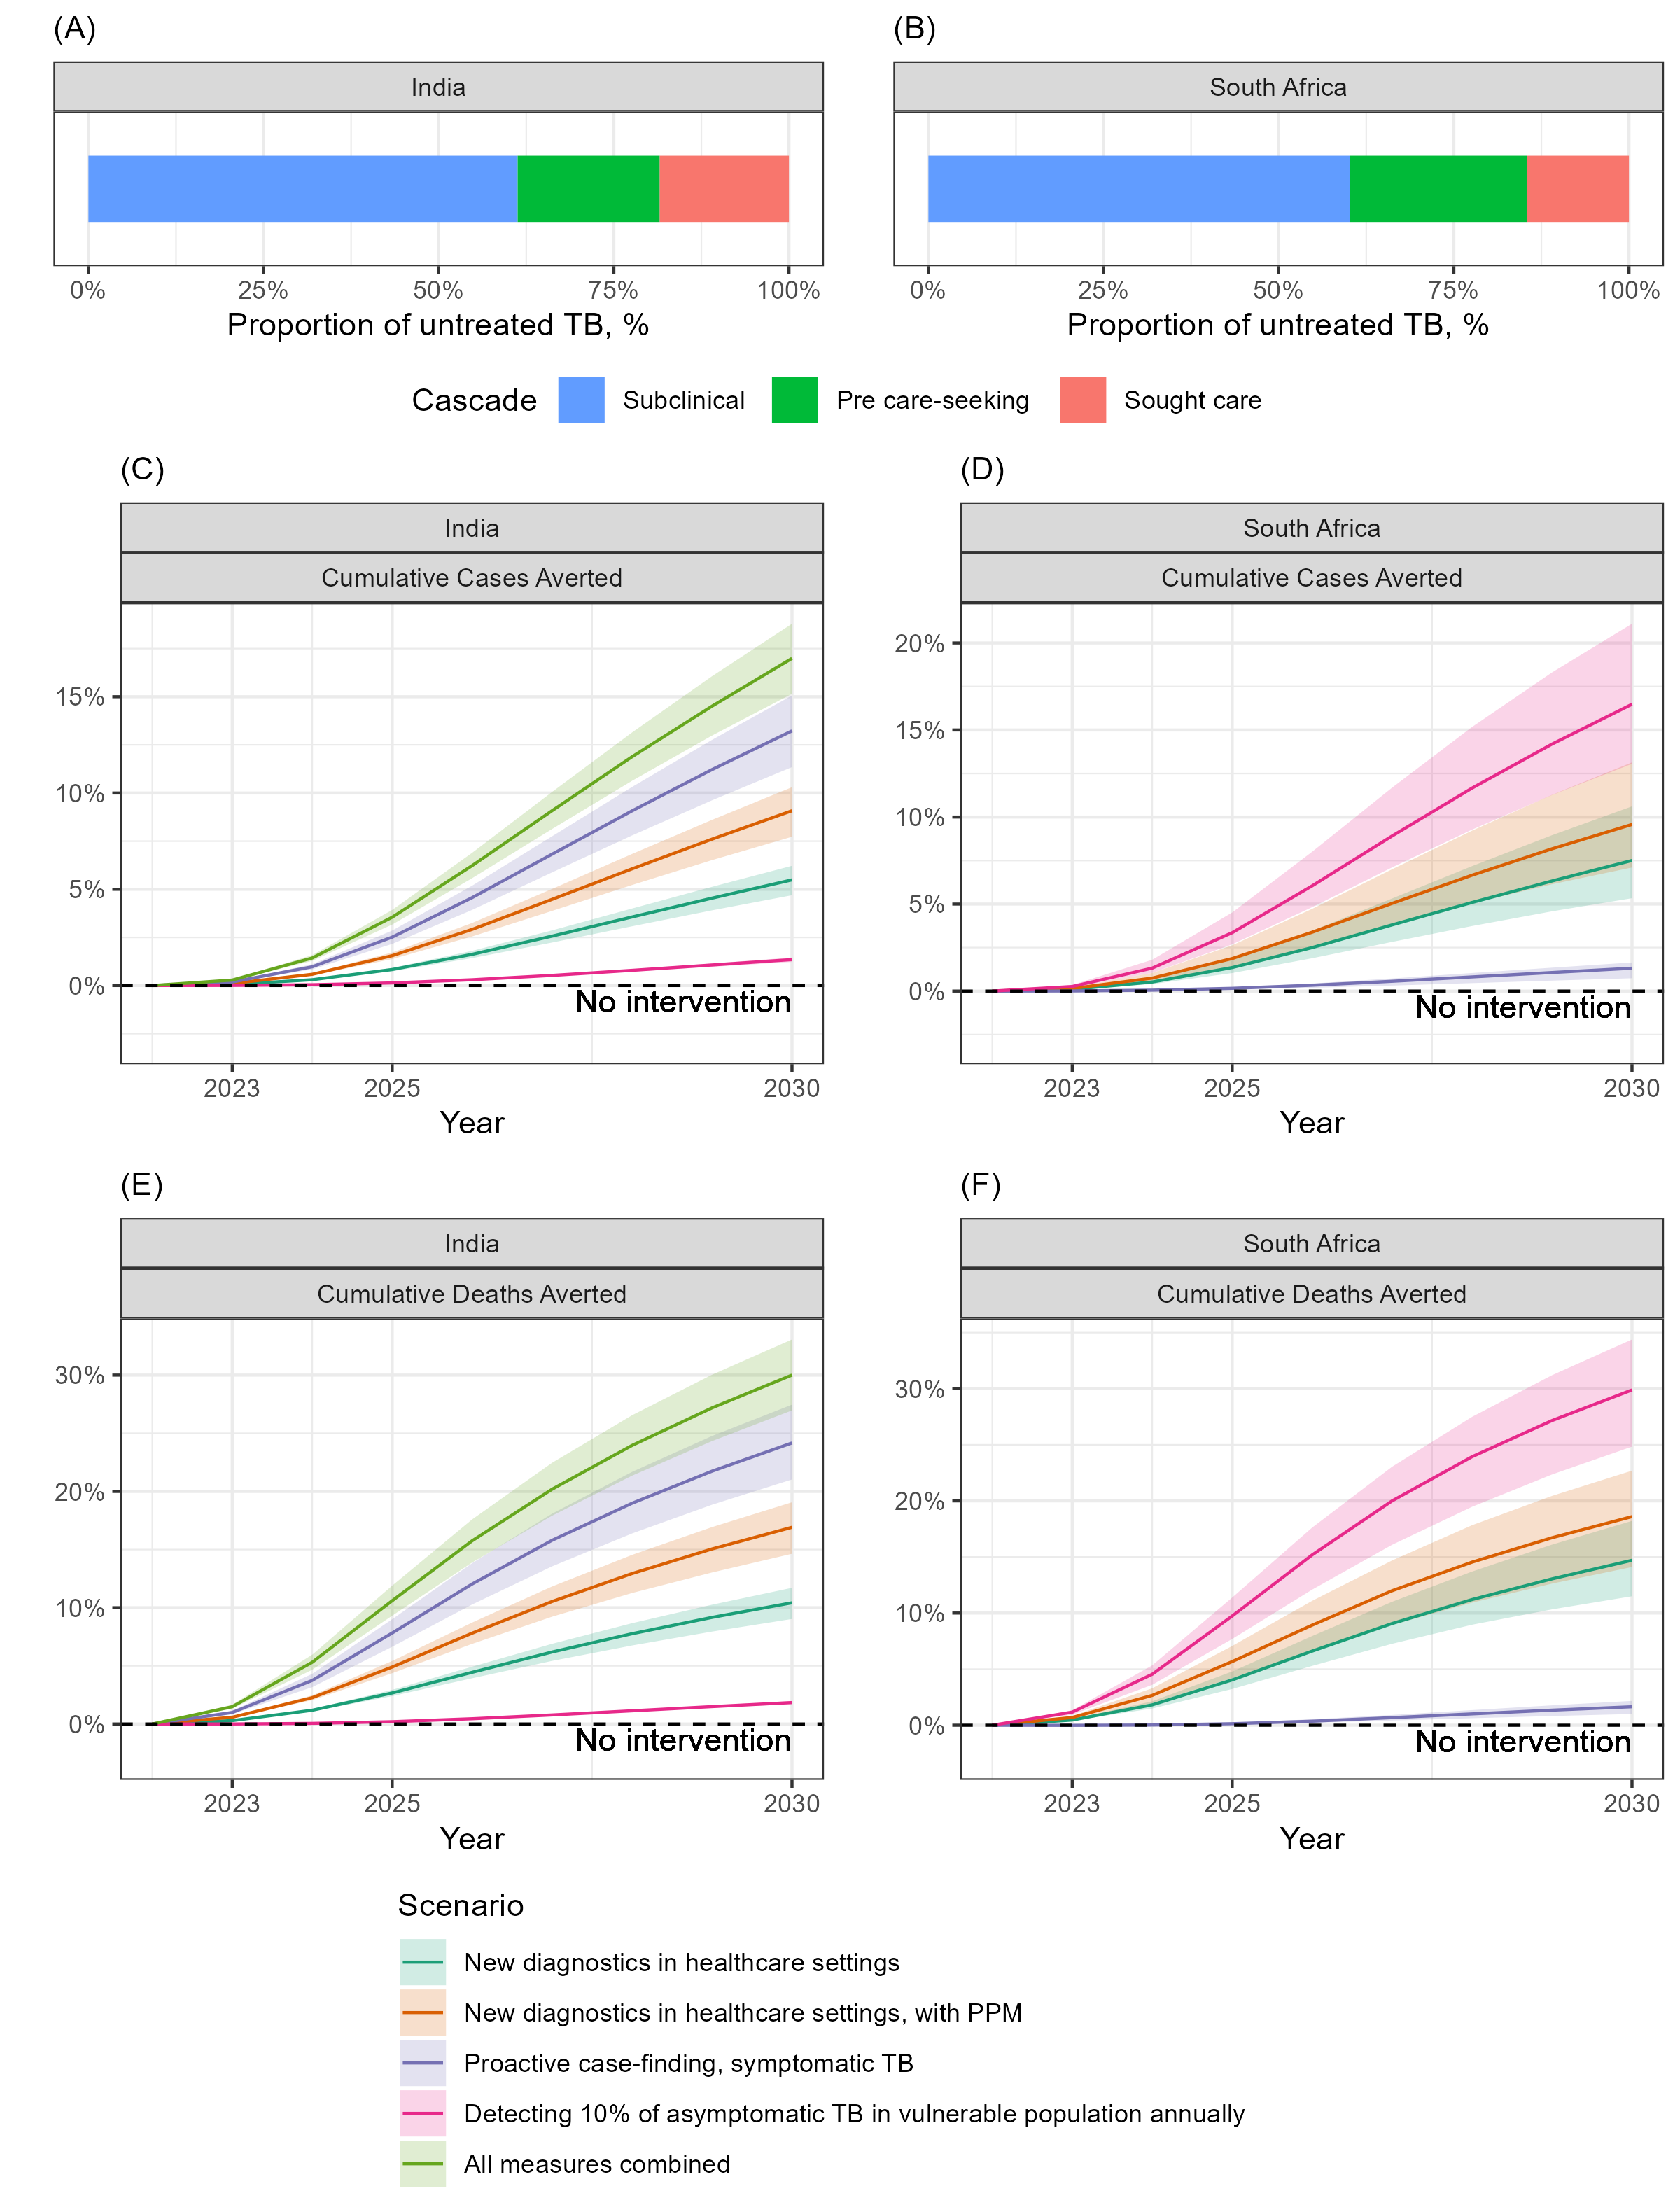 (A)
India
0% 25% 50% 75% 100%
Proportion of untreated TB, %
(B)
South Africa
0% 25% 50% 75% 100%
Proportion of untreated TB, %
Cascade Subclinical Pre care-seeking Sought care
(C)
India
Cumulative Cases Averted
15%
10%
5%
0%
No intervention
2023 2025 2030
Year
(D)
South Africa
Cumulative Cases Averted
20%
15%
10%
5%
0%
No intervention
2023 2025 2030
Year
(E)
India
Cumulative Deaths Averted
30%
20%
10%
0%
No intervention
2023 2025 2030
Year
(F)
South Africa
Cumulative Deaths Averted
30%
20%
10%
0%
No intervention
2023 2025 2030
Year
Scenario
New diagnostics in healthcare settings
New diagnostics in healthcare settings, with PPM
Proactive case-finding, symptomatic TB
Detecting 10% of asymptomatic TB in vulnerable population annually
All measures combined